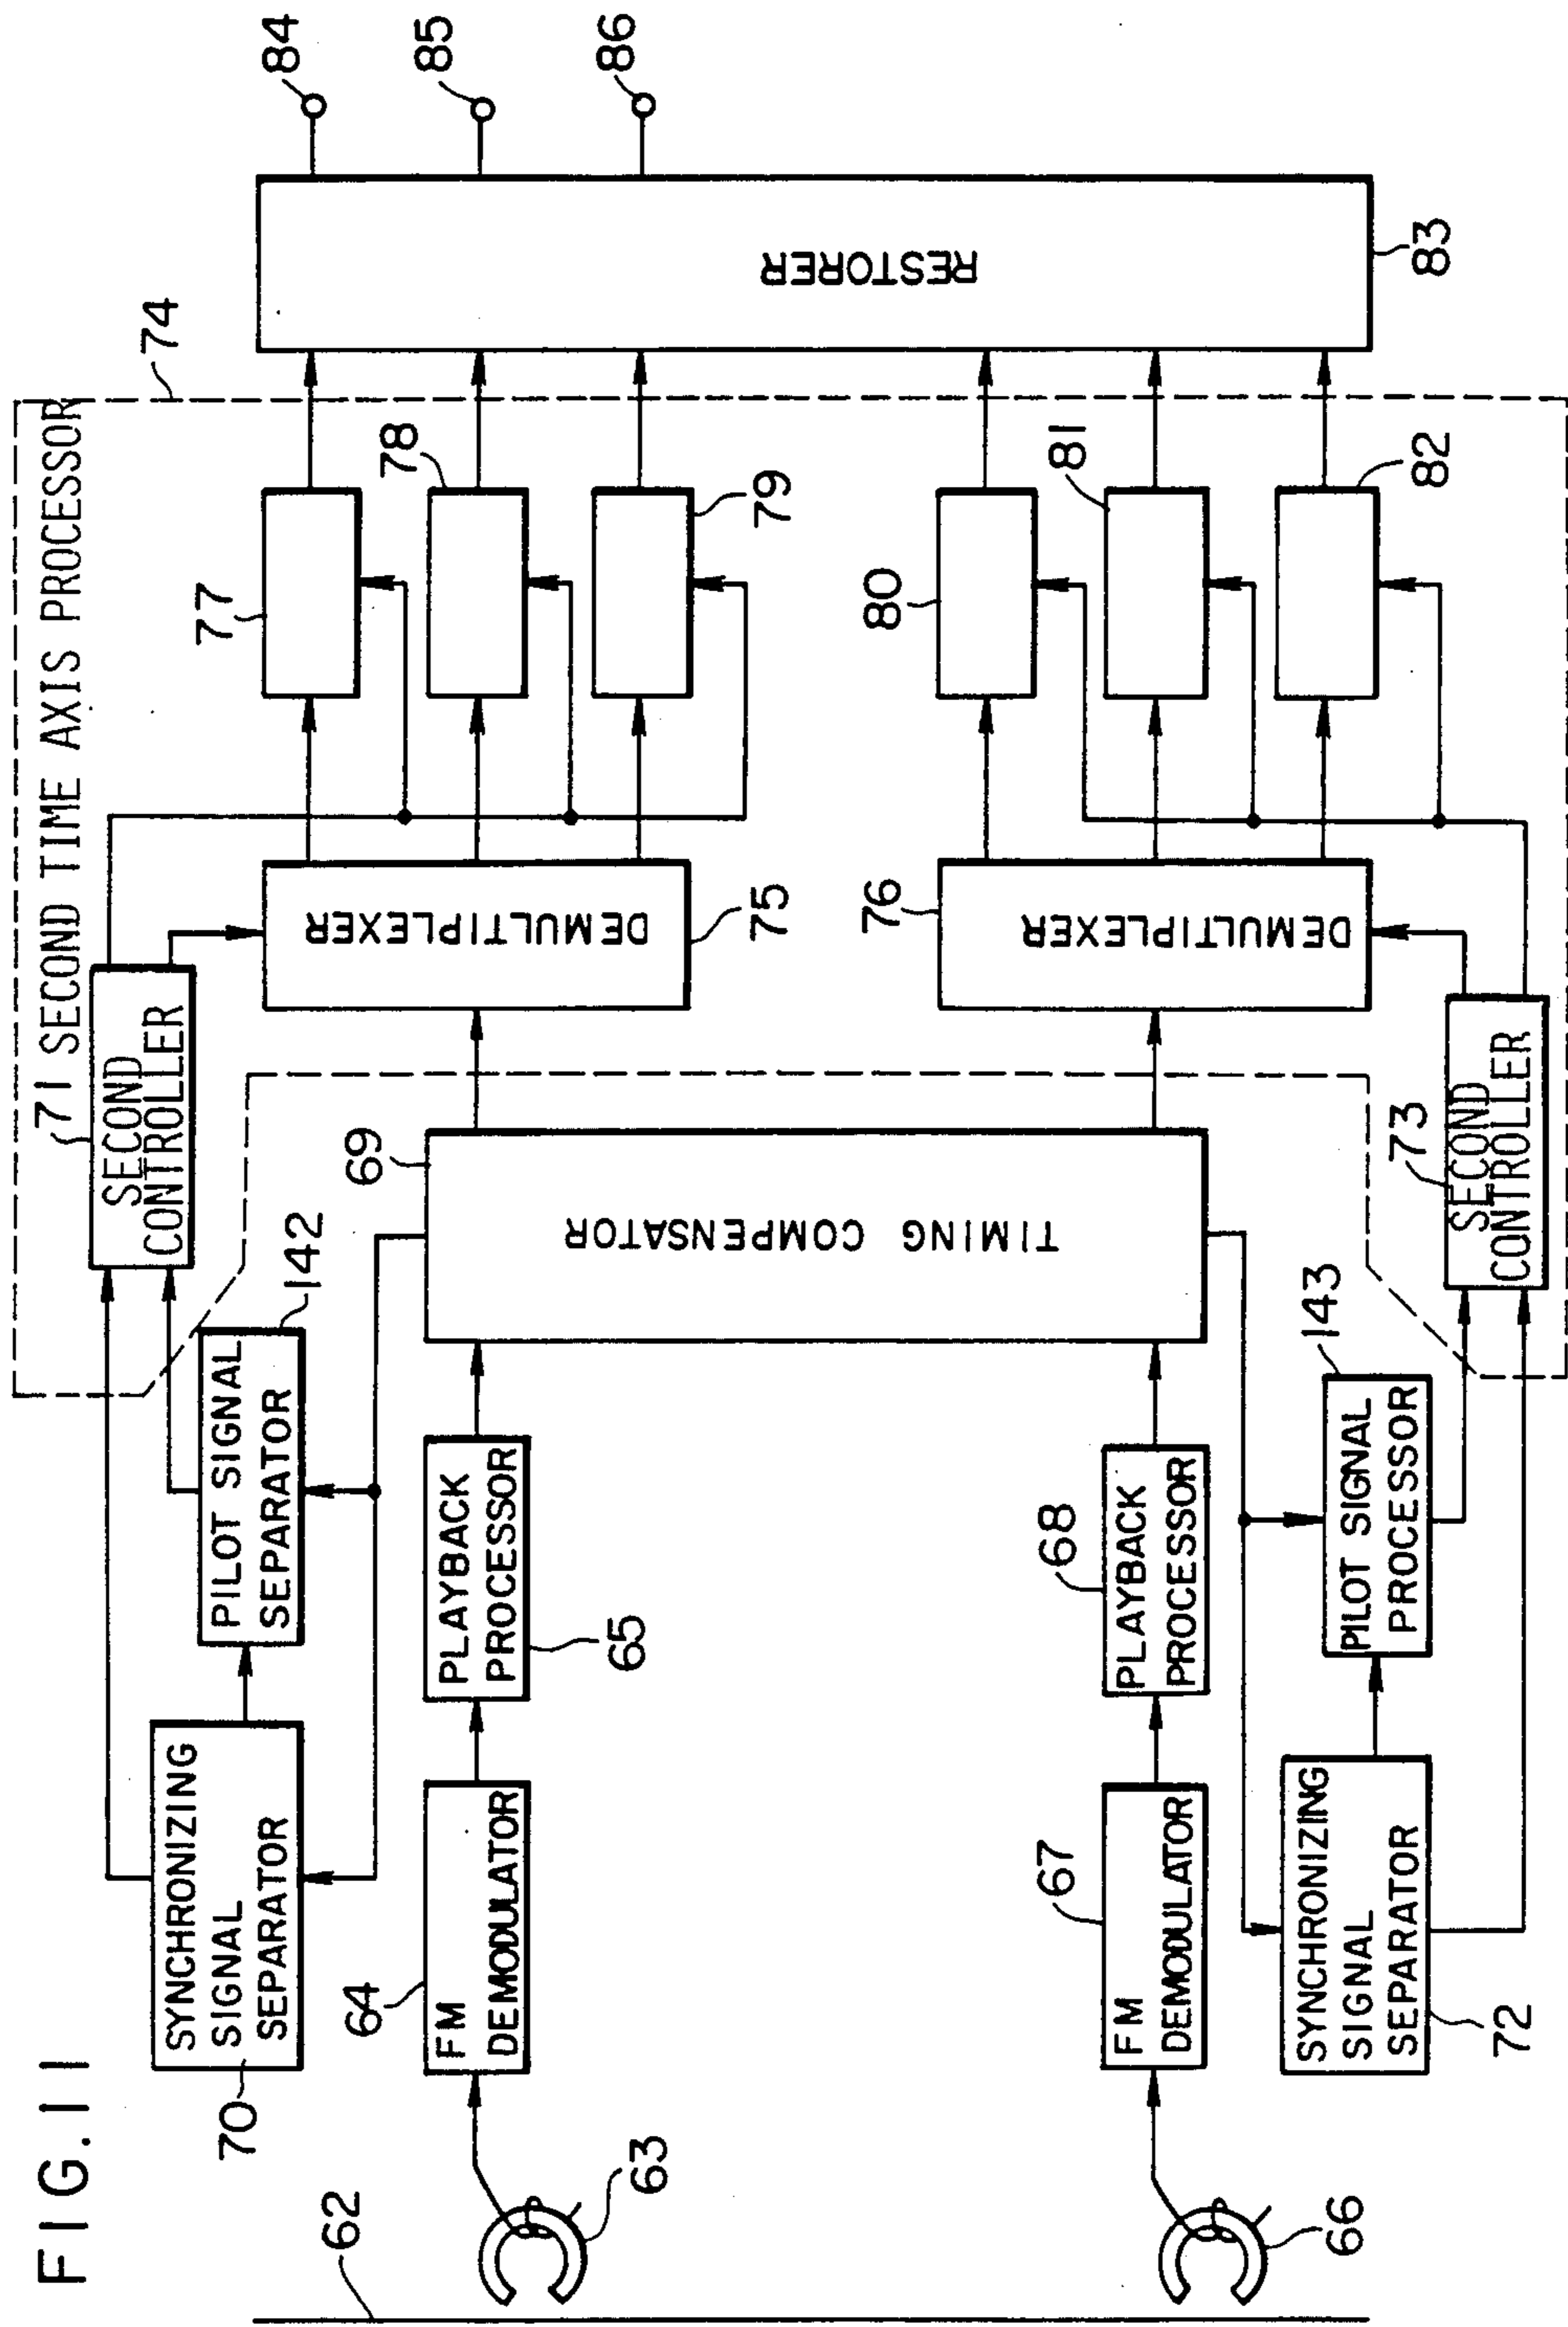 FIG. 11
74
71 SECOND TIME AXIS PROCESSOR
SECOND
CONTROLLER
70
SYNCHRONIZING
SIGNAL
SEPARATOR
142
PILOT SIGNAL
SEPARATOR
62
63
64
FM
DEMODULATOR
65
PLAYBACK
PROCESSOR
69
TIMING COMPENSATOR
75
DEMULTIPLEXER
77
78
79
84
85
86
RESTORER
83
66
67
FM
DEMODULATOR
68
PLAYBACK
PROCESSOR
76
DEMULTIPLEXER
80
81
82
72
SYNCHRONIZING
SIGNAL
SEPARATOR
143
PILOT SIGNAL
PROCESSOR
73
SECOND
CONTROLLER